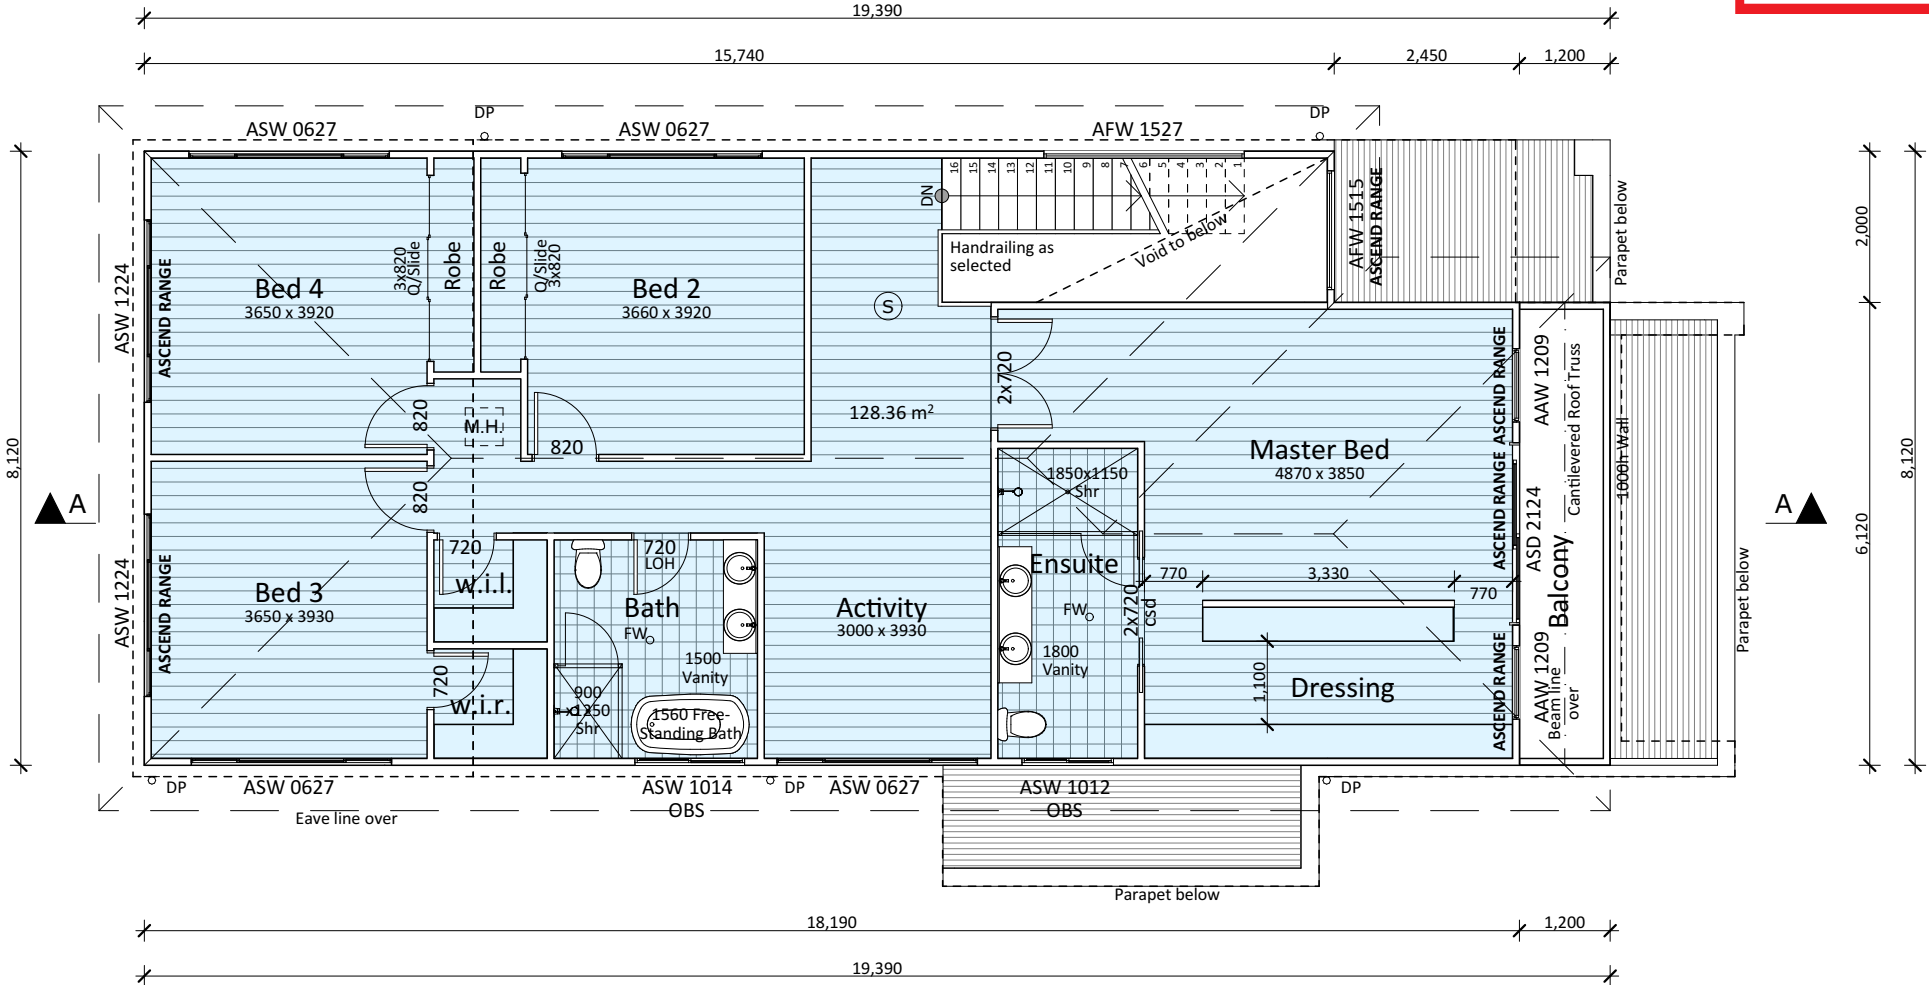 19,390
15,740
2,450
1,200
DP
DP
ASW 0627
ASW 0627
AFW 1527
16
15
14
13
12
11
10
9
8
7
6
5
4
3
2
1
DN
AFW 1515
ASCEND RANGE
Parapet below
2,000
8,120
Handrailing as
selected
Void to below
3x820
Q/Slide
Robe
Robe
Q/Slide
3x820
Bed 4
3650 x 3920
Bed 2
3660 x 3920
S
ASW 1224
ASCEND RANGE
2x720
128.36 m²
820
M.H.
820
820
Master Bed
4870 x 3850
ASCEND RANGE
AAW 1209
Cantilevered Roof Truss
1000h Wall
8,120
A
A
1850x1150
Shr
ASCEND RANGE
ASD 2124
Balcony
6,120
720
w.i.l.
720
LOH
Bath
FW
Ensuite
FW
2x720
csd
770
3,330
770
ASW 1224
ASCEND RANGE
Bed 3
3650 x 3930
Activity
3000 x 3930
1500
Vanity
1800
Vanity
1,100
Dressing
ASCEND RANGE
AAW 1209
Beam line
over
Parapet below
720
w.i.r.
900
x1250
Shr
1560 Free-
Standing Bath
DP
ASW 0627
ASW 1014
OBS
DP
ASW 0627
ASW 1012
OBS
DP
Eave line over
Parapet below
18,190
1,200
19,390